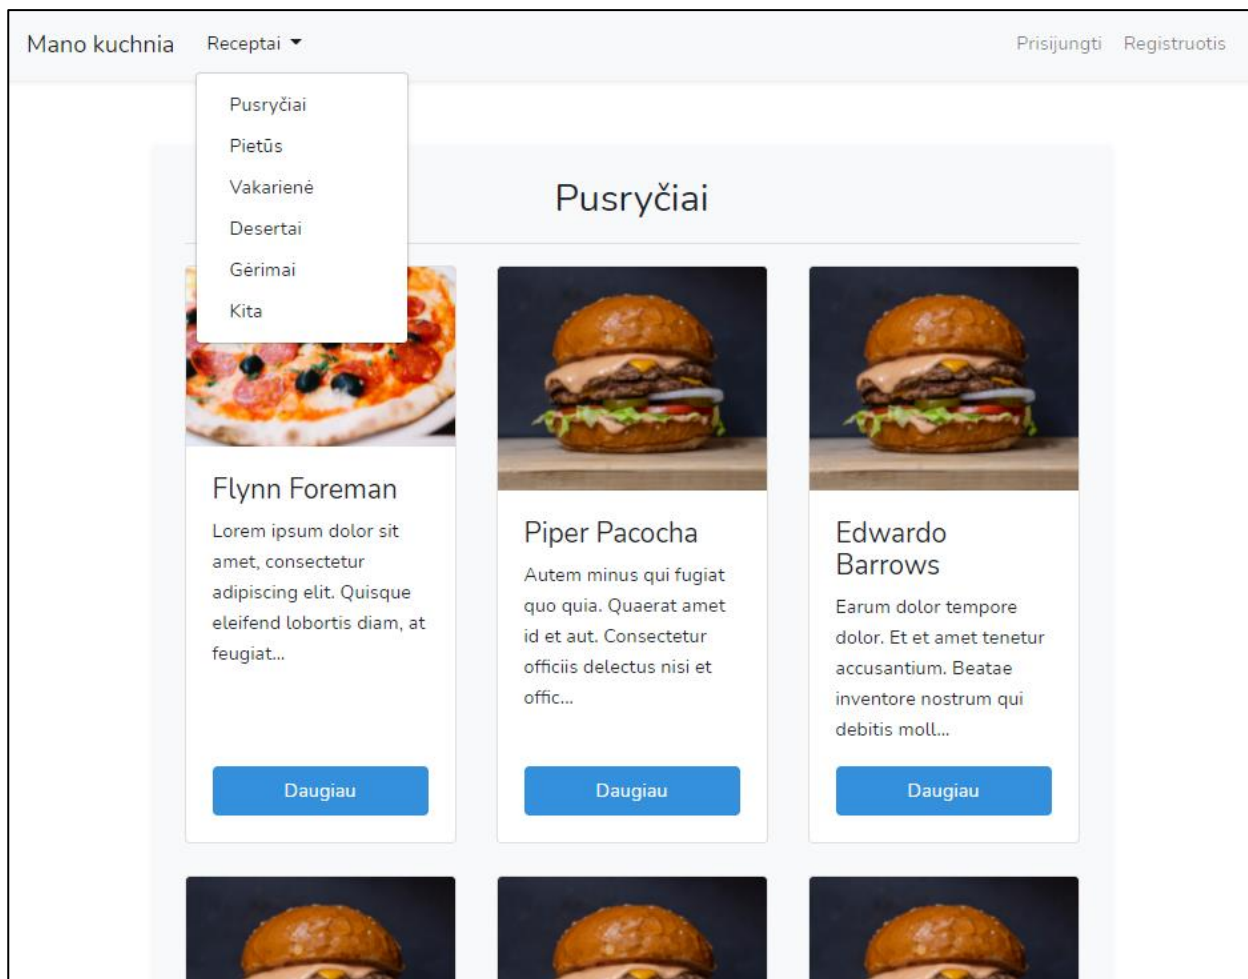 Mano kuchnia
Receptai
Prisijungti
Registruotis
Pusryčiai
Pietūs
Vakarienė
Desertai
Gėrimai
Kita
Pusryčiai
Flynn Foreman
Lorem ipsum dolor sit
amet, consectetur
adipiscing elit. Quisque
eleifend lobortis diam, at
feugiat...
Daugiau
Piper Pacocha
Autem minus qui fugiat
quo quia. Quaerat amet
id et aut. Consectetur
officiis delectus nisi et
offic...
Daugiau
Edwardo
Barrows
Earum dolor tempore
dolor. Et et amet tenetur
accusantium. Beatae
inventore nostrum qui
debitis moll...
Daugiau